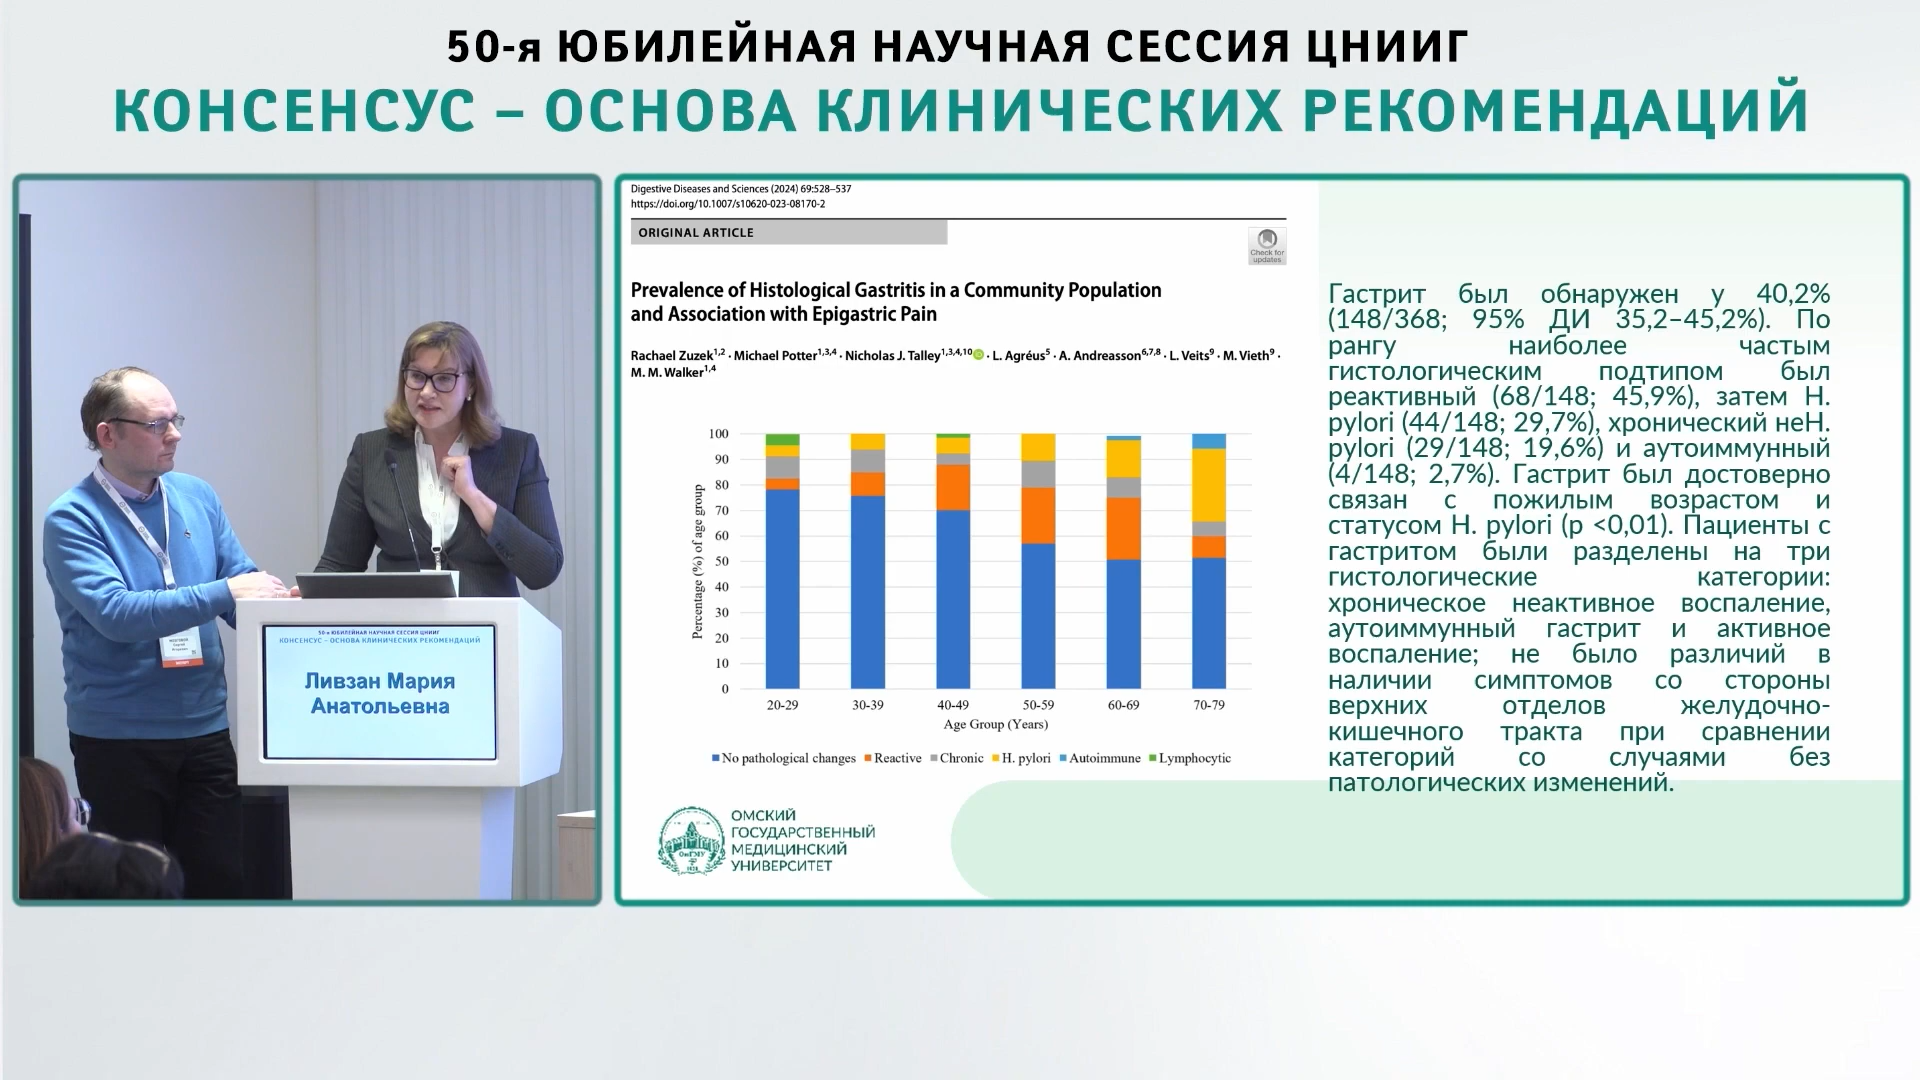 50-я ЮБИЛЕЙНАЯ НАУЧНАЯ СЕССИЯ ЦНИИГ
КОНСЕНСУС – ОСНОВА КЛИНИЧЕСКИХ РЕКОМЕНДАЦИЙ
50-я ЮБИЛЕЙНАЯ НАУЧНАЯ СЕССИЯ ЦНИИГ
КОНСЕНСУС – ОСНОВА КЛИНИЧЕСКИХ РЕКОМЕНДАЦИЙ
Ливзан Мария
Анатольевна
Digestive Diseases and Sciences (2024) 69:528–537
https://doi.org/10.1007/s10620-023-08170-2
ORIGINAL ARTICLE
Check for
updates
Prevalence of Histological Gastritis in a Community Population
and Association with Epigastric Pain
Rachael Zuzek1,2 · Michael Potter1,3,4 · Nicholas J. Talley1,3,4,10 · L. Agréus5 · A. Andreasson6,7,8 · L. Veits9 · M. Vieth9 ·
M. M. Walker1,4
Percentage (%) of age group
100
90
80
70
60
50
40
30
20
10
0
20-29 30-39 40-49 50-59 60-69 70-79
Age Group (Years)
No pathological changes Reactive Chronic H. pylori Autoimmune Lymphocytic
ОмГМУ
ОМСКИЙ
ГОСУДАРСТВЕННЫЙ
МЕДИЦИНСКИЙ
УНИВЕРСИТЕТ
Гастрит был обнаружен у 40,2%
(148/368; 95% ДИ 35,2–45,2%). По
рангу наиболее частым
гистологическим подтипом был
реактивный (68/148; 45,9%), затем H.
pylori (44/148; 29,7%), хронический неH.
pylori (29/148; 19,6%) и аутоиммунный
(4/148; 2,7%). Гастрит был достоверно
связан с пожилым возрастом и
статусом H. pylori (p <0,01). Пациенты с
гастритом были разделены на три
гистологические категории:
хроническое неактивное воспаление,
аутоиммунный гастрит и активное
воспаление; не было различий в
наличии симптомов со стороны
верхних отделов желудочно-
кишечного тракта при сравнении
категорий со случаями без
патологических изменений.